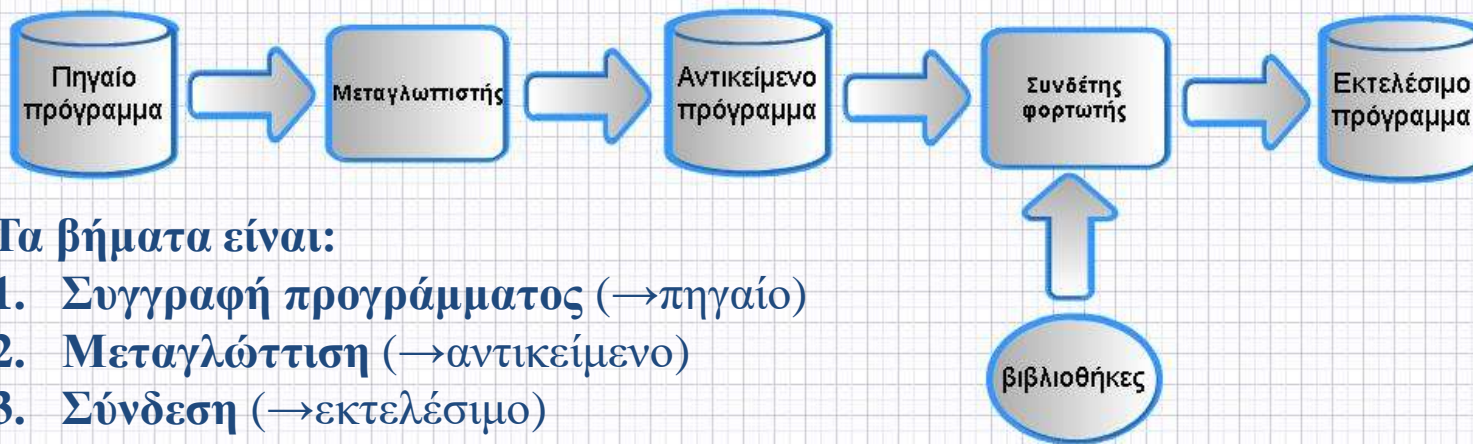 Πηγαίο
πρόγραμμα
Μεταγλωττιστής
Αντικείμενο
πρόγραμμα
Συνδέτης
φορτωτής
Εκτελέσιμο
πρόγραμμα
βιβλιοθήκες
Τα βήματα είναι:
1. Συγγραφή προγράμματος (→πηγαίο)
2. Μεταγλώττιση (→αντικείμενο)
3. Σύνδεση (→εκτελέσιμο)